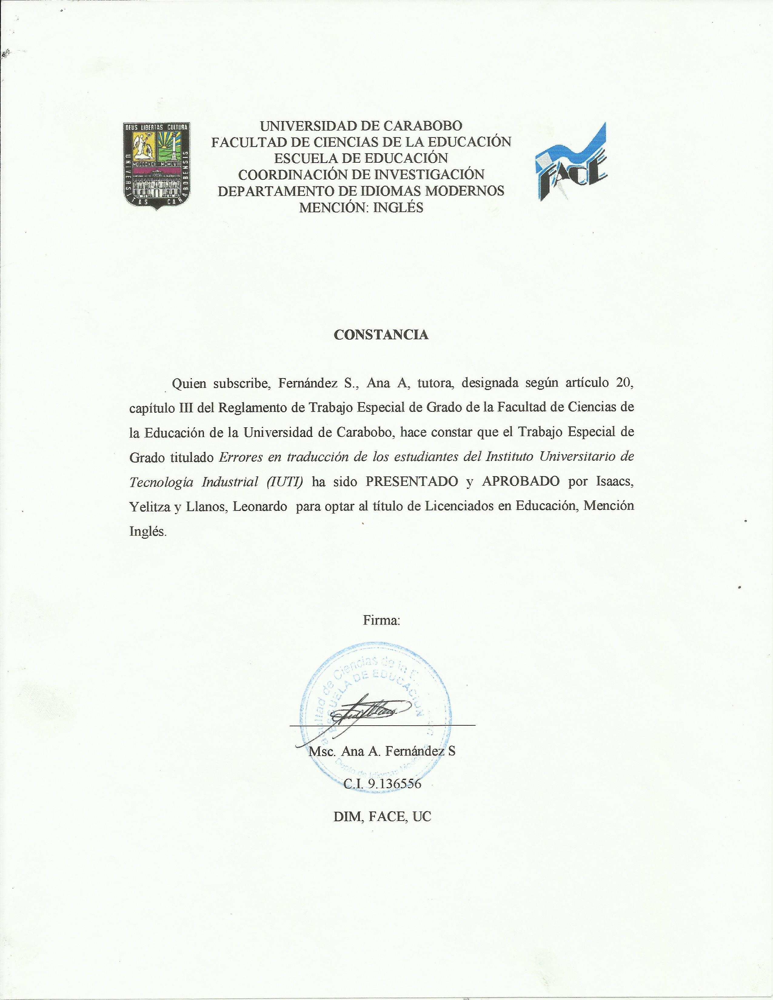 DEUS LIBERTAS CULTURA
UNIVERSITAS CARABOBENSIS
MDCCCXCII MCMLVIII
UNIVERSIDAD DE CARABOBO
FACULTAD DE CIENCIAS DE LA EDUCACIÓN
ESCUELA DE EDUCACIÓN
COORDINACIÓN DE INVESTIGACIÓN
DEPARTAMENTO DE IDIOMAS MODERNOS
MENCIÓN: INGLÉS
FACE
CONSTANCIA
Quien subscribe, Fernández S., Ana A, tutora, designada según artículo 20,
capítulo III del Reglamento de Trabajo Especial de Grado de la Facultad de Ciencias de
la Educación de la Universidad de Carabobo, hace constar que el Trabajo Especial de
Grado titulado Errores en traducción de los estudiantes del Instituto Universitario de
Tecnología Industrial (IUTI) ha sido PRESENTADO y APROBADO por Isaacs,
Yelitza y Llanos, Leonardo para optar al título de Licenciados en Educación, Mención
Inglés.
Firma:
Facultad de Ciencias de la
ESCUELA DE EDUCACION
Msc. Ana A. Fernández S
Depto de Idiomas
C.I. 9.136556
DIM, FACE, UC